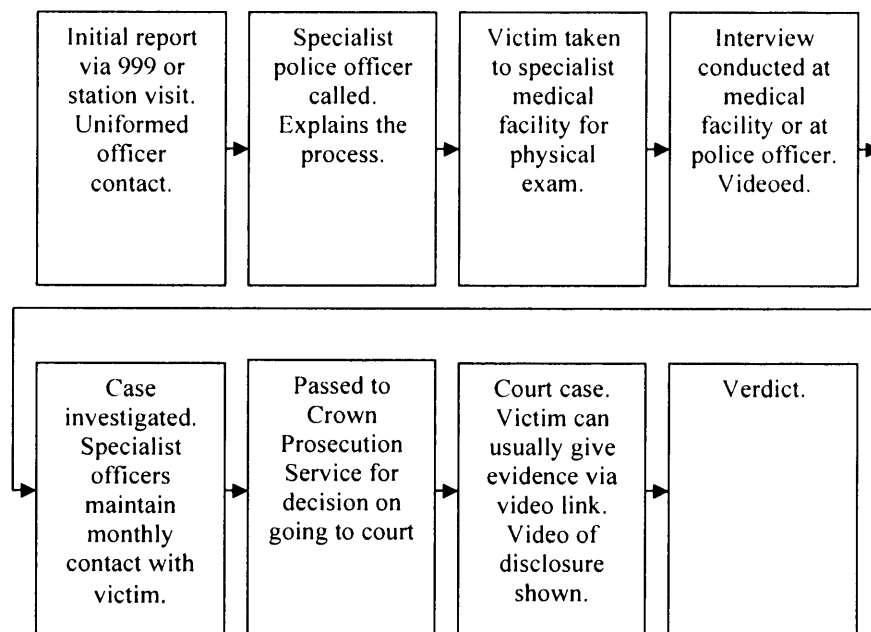 Initial report
via 999 or
station visit.
Uniformed
officer
contact.
Specialist
police officer
called.
Explains the
process.
Victim taken
to specialist
medical
facility for
physical
exam.
Interview
conducted at
medical
facility or at
police officer.
Videoed.
Case
investigated.
Specialist
officers
maintain
monthly
contact with
victim.
Passed to
Crown
Prosecution
Service for
decision on
going to court
Court case.
Victim can
usually give
evidence via
video link.
Video of
disclosure
shown.
Verdict.